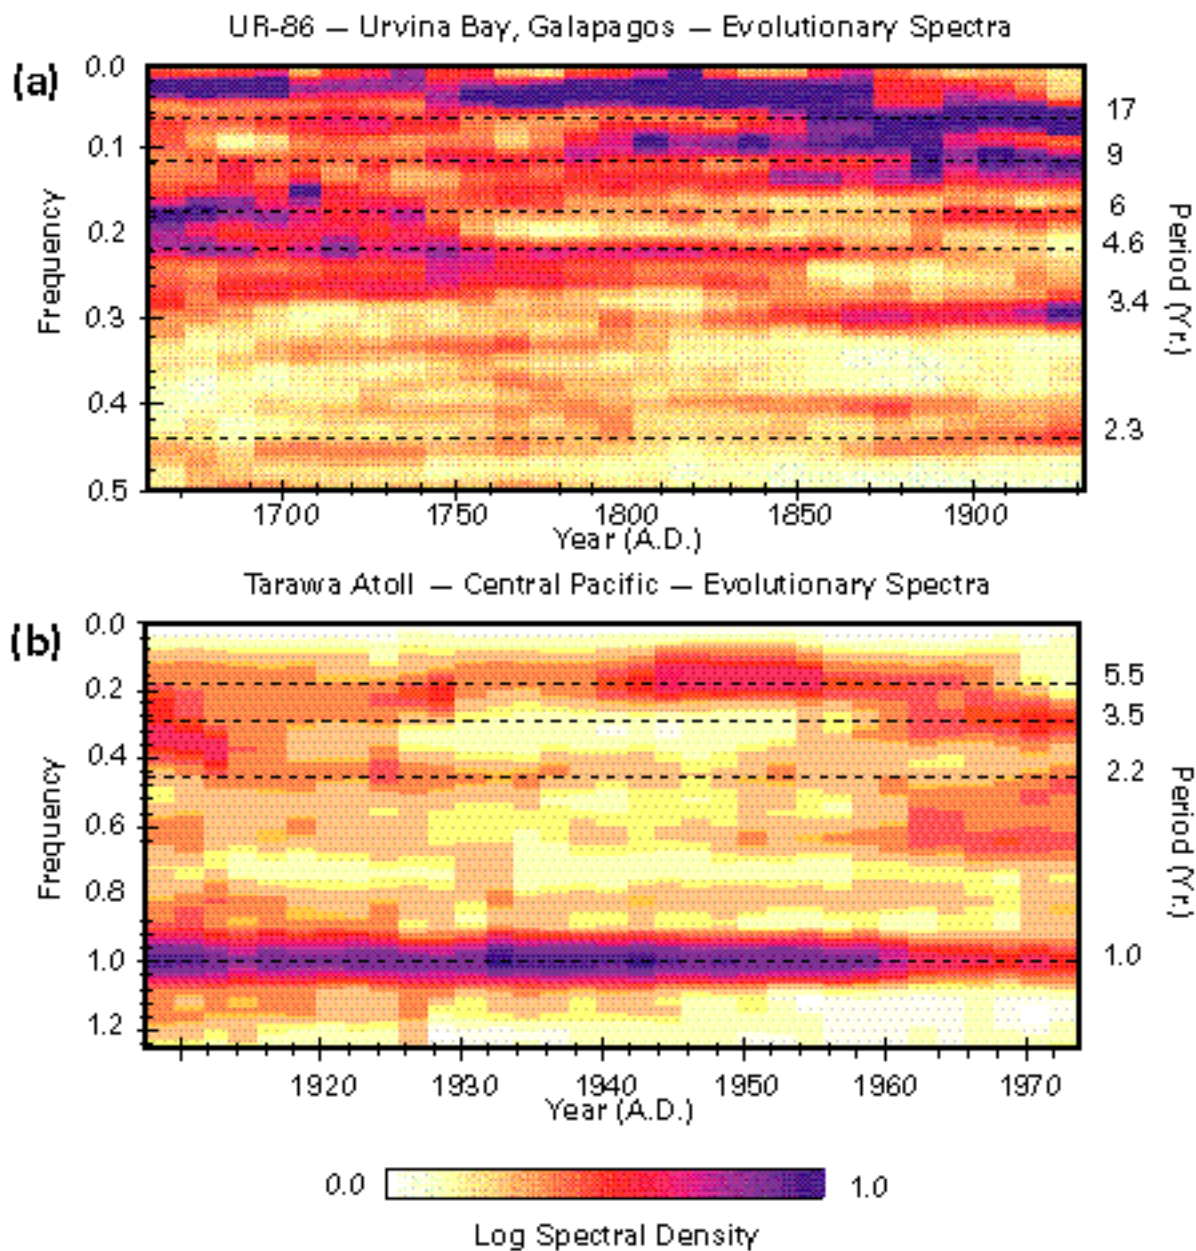 UR-86 — Urvina Bay, Galapagos — Evolutionary Spectra
(a)
0.0
0.1
0.2
0.3
0.4
0.5
Frequency
17
9
6
4.6
3.4
2.3
Period (Yr.)
1700 1750 1800 1850 1900
Year (A.D.)
Tarawa Atoll — Central Pacific — Evolutionary Spectra
(b)
0.0
0.2
0.4
0.6
0.8
1.0
1.2
Frequency
5.5
3.5
2.2
1.0
Period (Yr.)
1920 1930 1940 1950 1960 1970
Year (A.D.)
0.0 1.0
Log Spectral Density